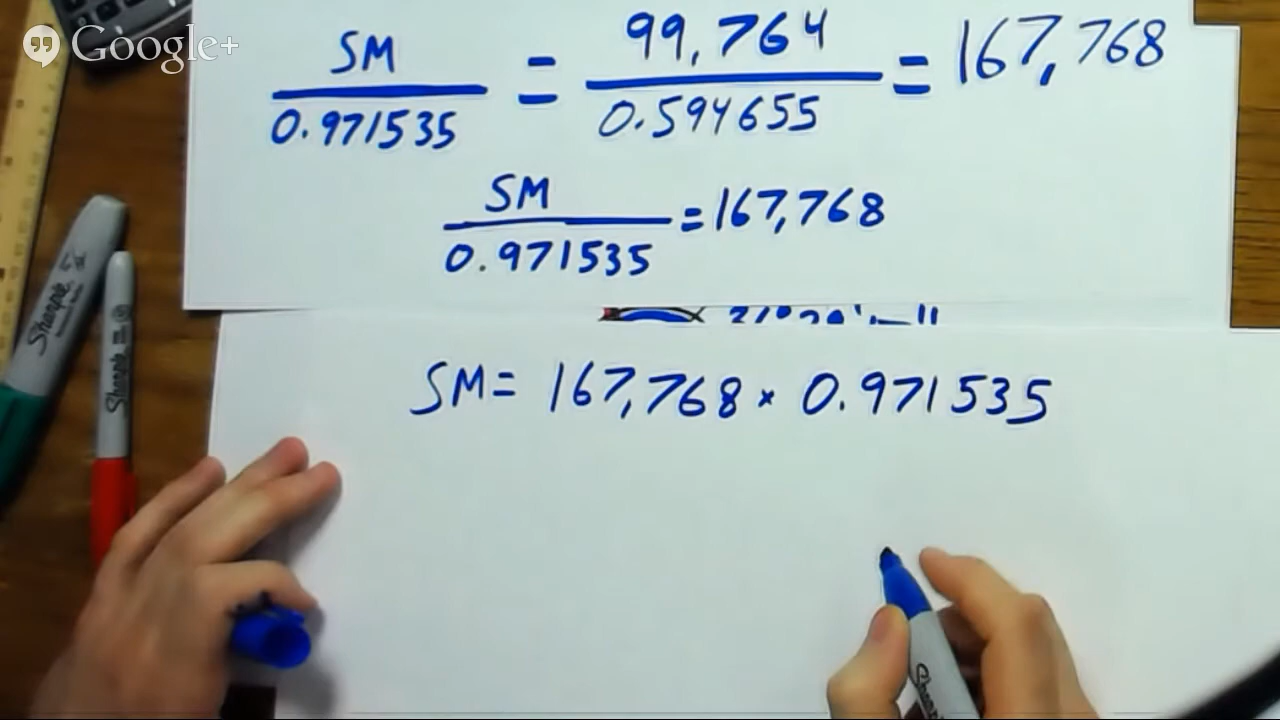 Google+
SM / 0.971535 = 99,764 / 0.594655 = 167,768
SM / 0.971535 = 167,768
SM = 167,768 × 0.971535
Sharpie
Sharpie
Sharpie